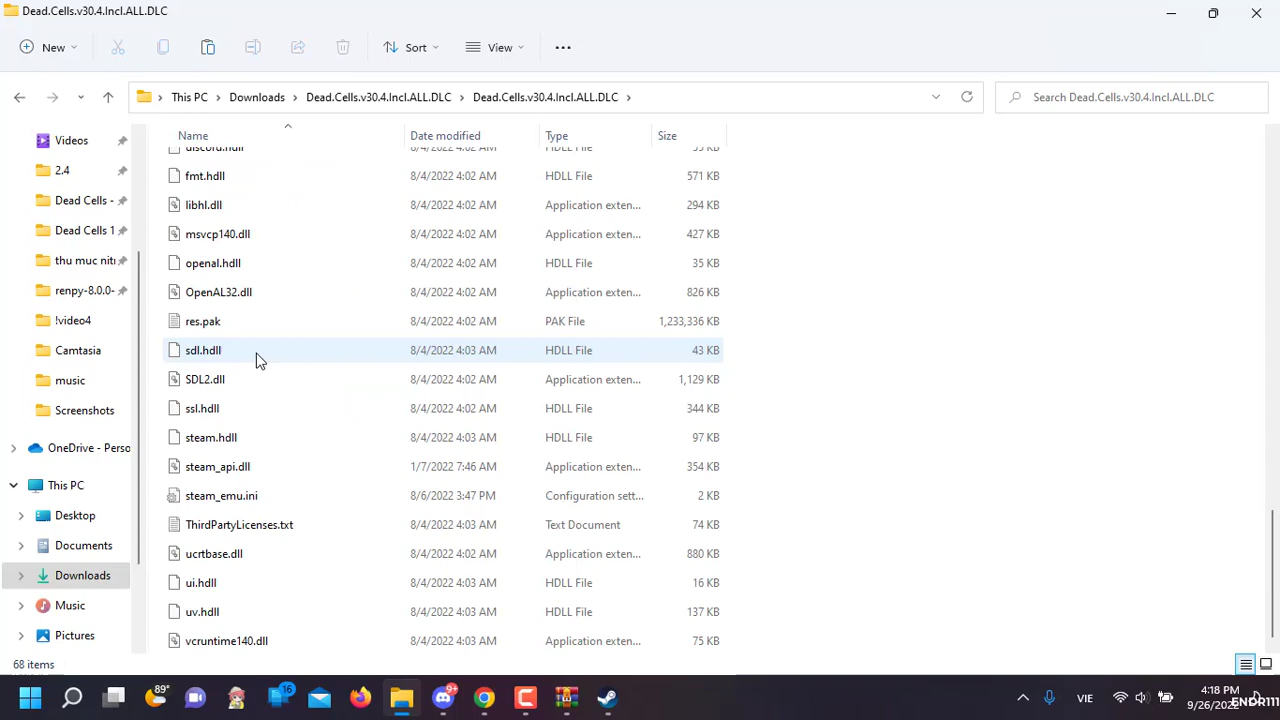 Dead.Cells.v30.4.Incl.ALL.DLC
New Sort View
This PC Downloads Dead.Cells.v30.4.Incl.ALL.DLC Dead.Cells.v30.4.Incl.ALL.DLC Search Dead.Cells.v30.4.Incl.ALL.DLC
Name Date modified Type Size
Videos
2.4
Dead Cells -
Dead Cells 1
thu muc nitr
renpy-8.0.0-
!video4
Camtasia
music
Screenshots
OneDrive - Perso
This PC
Desktop
Documents
Downloads
Music
Pictures
discord.hdll 8/4/2022 4:02 AM HDLL File 35 KB
fmt.hdll 8/4/2022 4:02 AM HDLL File 571 KB
libhl.dll 8/4/2022 4:02 AM Application exten... 294 KB
msvcp140.dll 8/4/2022 4:02 AM Application exten... 427 KB
openal.hdll 8/4/2022 4:02 AM HDLL File 35 KB
OpenAL32.dll 8/4/2022 4:02 AM Application exten... 826 KB
res.pak 8/4/2022 4:02 AM PAK File 1,233,336 KB
sdl.hdll 8/4/2022 4:03 AM HDLL File 43 KB
SDL2.dll 8/4/2022 4:02 AM Application exten... 1,129 KB
ssl.hdll 8/4/2022 4:02 AM HDLL File 344 KB
steam.hdll 8/4/2022 4:03 AM HDLL File 97 KB
steam_api.dll 1/7/2022 7:46 AM Application exten... 354 KB
steam_emu.ini 8/6/2022 3:47 PM Configuration sett... 2 KB
ThirdPartyLicenses.txt 8/4/2022 4:03 AM Text Document 74 KB
ucrtbase.dll 8/4/2022 4:02 AM Application exten... 880 KB
ui.hdll 8/4/2022 4:03 AM HDLL File 16 KB
uv.hdll 8/4/2022 4:03 AM HDLL File 137 KB
vcruntime140.dll 8/4/2022 4:03 AM Application exten... 75 KB
68 items
89° 16 9+ VIE 4:18 PM